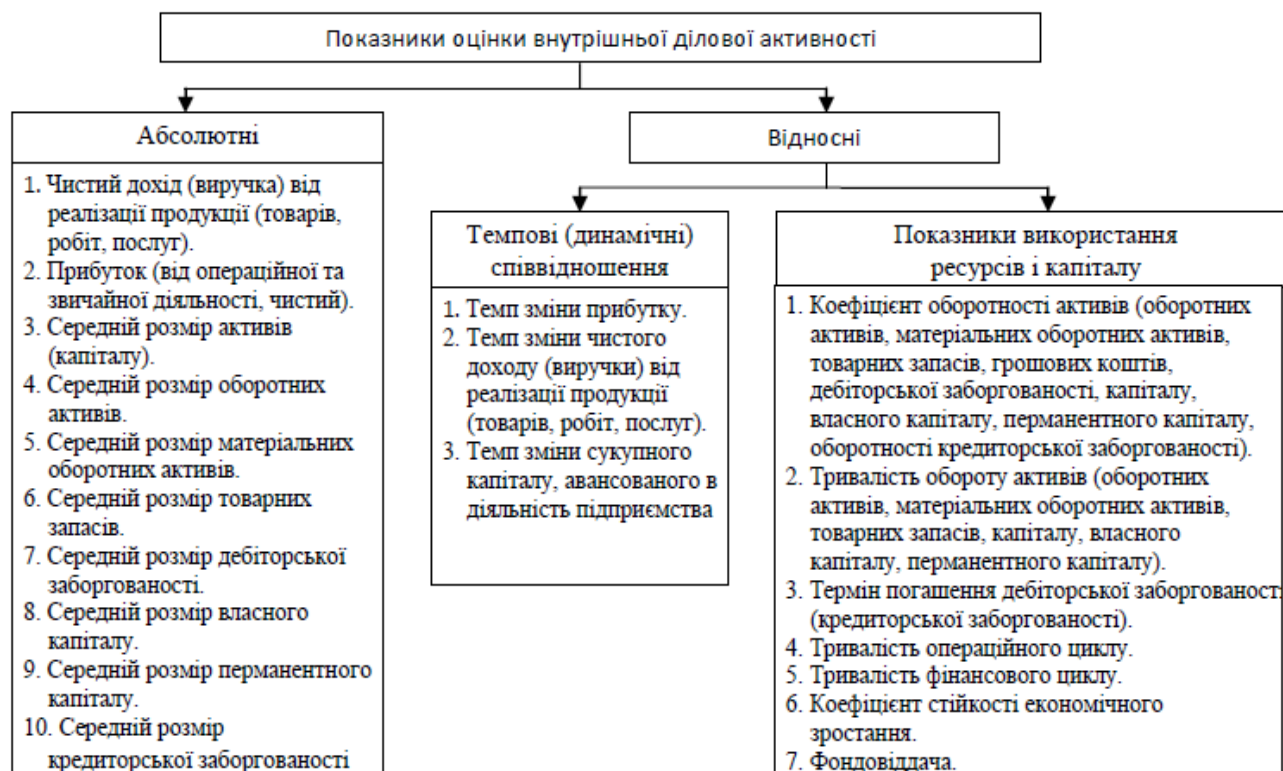 Показники оцінки внутрішньої ділової активності
Абсолютні
1. Чистий дохід (виручка) від
реалізації продукції (товарів,
робіт, послуг).
2. Прибуток (від операційної та
звичайної діяльності, чистий).
3. Середній розмір активів
(капіталу).
4. Середній розмір оборотних
активів.
5. Середній розмір матеріальних
оборотних активів.
6. Середній розмір товарних
запасів.
7. Середній розмір дебіторської
заборгованості.
8. Середній розмір власного
капіталу.
9. Середній розмір перманентного
капіталу.
10. Середній розмір
кредиторської заборгованості
Відносні
Темпові (динамічні)
співвідношення
1. Темп зміни прибутку.
2. Темп зміни чистого
доходу (виручки) від
реалізації продукції
(товарів, робіт, послуг).
3. Темп зміни сукупного
капіталу, авансованого в
діяльність підприємства
Показники використання
ресурсів і капіталу
1. Коефіцієнт оборотності активів (оборотних
активів, матеріальних оборотних активів,
товарних запасів, грошових коштів,
дебіторської заборгованості, капіталу,
власного капіталу, перманентного капіталу,
оборотності кредиторської заборгованості).
2. Тривалість обороту активів (оборотних
активів, матеріальних оборотних активів,
товарних запасів, капіталу, власного
капіталу, перманентного капіталу).
3. Термін погашення дебіторської заборгованості
(кредиторської заборгованості).
4. Тривалість операційного циклу.
5. Тривалість фінансового циклу.
6. Коефіцієнт стійкості економічного
зростання.
7. Фондовіддача.